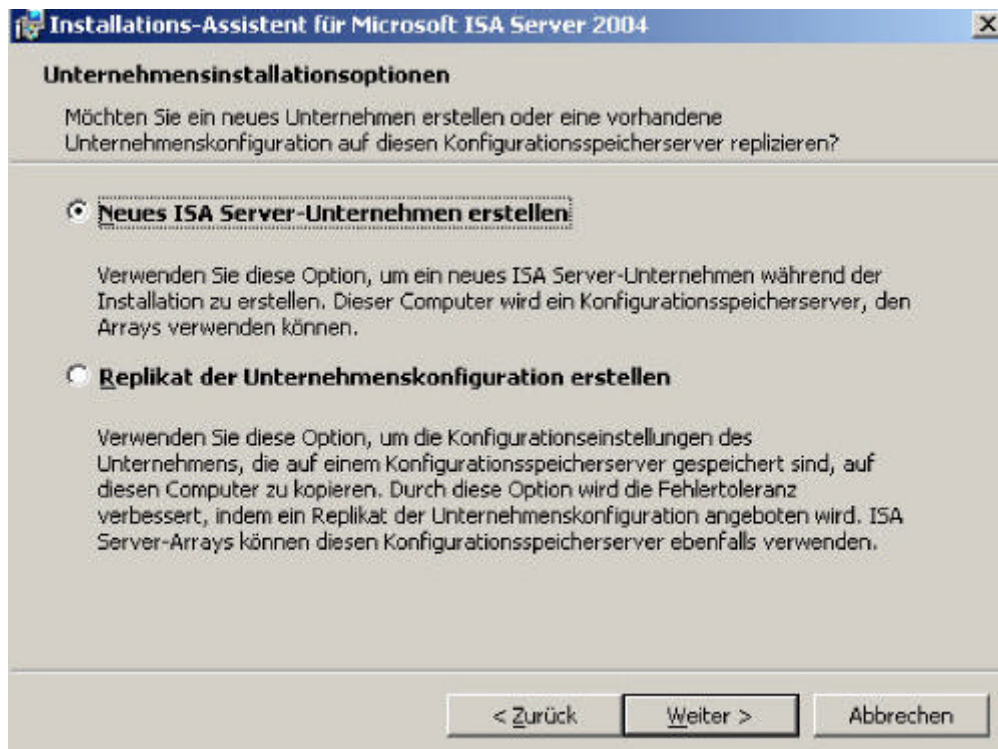 Installations-Assistent für Microsoft ISA Server 2004
Unternehmensinstallationsoptionen
Möchten Sie ein neues Unternehmen erstellen oder eine vorhandene
Unternehmenskonfiguration auf diesen Konfigurationsspeicherserver replizieren?
Neues ISA Server-Unternehmen erstellen
Verwenden Sie diese Option, um ein neues ISA Server-Unternehmen während der
Installation zu erstellen. Dieser Computer wird ein Konfigurationsspeicherserver, den
Arrays verwenden können.
Replikat der Unternehmenskonfiguration erstellen
Verwenden Sie diese Option, um die Konfigurationseinstellungen des
Unternehmens, die auf einem Konfigurationsspeicherserver gespeichert sind, auf
diesen Computer zu kopieren. Durch diese Option wird die Fehlertoleranz
verbessert, indem ein Replikat der Unternehmenskonfiguration angeboten wird. ISA
Server-Arrays können diesen Konfigurationsspeicherserver ebenfalls verwenden.
< Zurück Weiter > Abbrechen